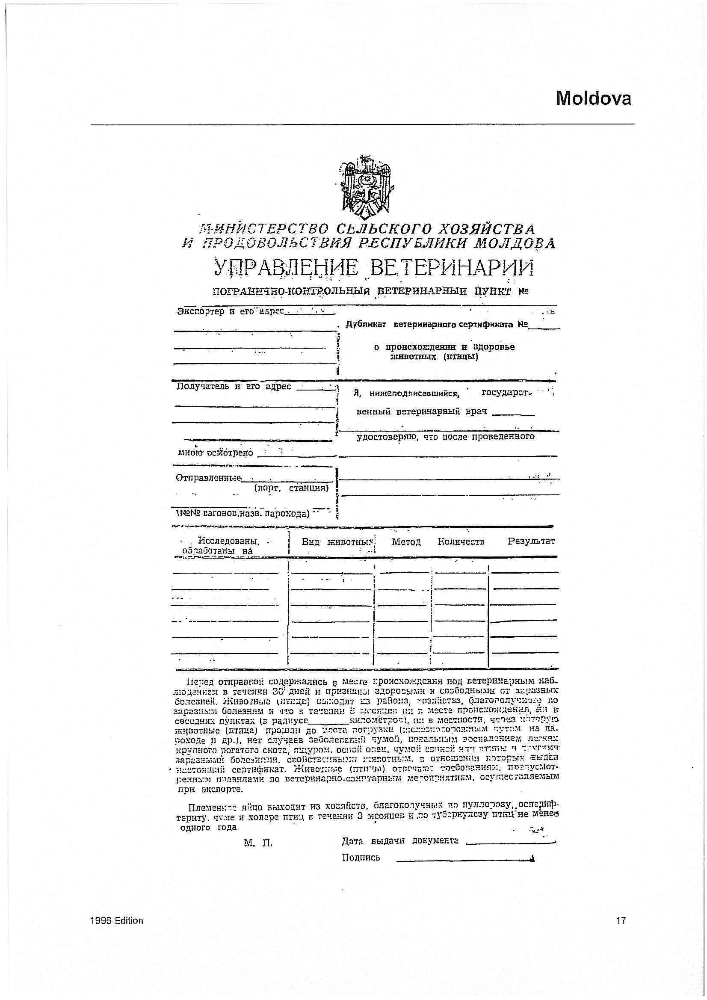 Moldova
МИНИСТЕРСТВО СЕЛЬСКОГО ХОЗЯЙСТВА
И ПРОДОВОЛЬСТВИЯ РЕСПУБЛИКИ МОЛДОВА
УПРАВЛЕНИЕ ВЕТЕРИНАРИИ
ПОГРАНИЧНО-КОНТРОЛЬНЫЙ ВЕТЕРИНАРНЫЙ ПУНКТ №
Экспортер и его адрес
Дубликат ветеринарного сертификата №
о происхождении и здоровье
животных (птицы)
Получатель и его адрес
Я, нижеподписавшийся, государст-
венный ветеринарный врач
удостоверяю, что после проведенного
мною осмотрено
Отправленные
(порт, станция)
(№№ вагонов, назв. парохода)
Исследованы,
обработаны на
Вид животных
Метод
Количеств
Результат
Перед отправкой содержались в месте происхождения под ветеринарным наб-
людением в течении 30 дней и признаны здоровыми и свободными от заразных
болезней. Животные (птица) выходят из района, хозяйства, благополучного по
заразным болезням и что в течении месяцев ни в месте происхождения, ни в
соседних пунктах (в радиусе______километров), ни в местности, через которую
животные (птица) прошли до места погрузки (железнодорожным путям на па-
роходе и др.), нет случаев заболеваний чумой, повальным воспалением легких
крупного рогатого скота, ящуром, оспой овец, чумой свиней или птицы и другими
заразными болезнями, свойственными животным, в отношении которых выдан
настоящий сертификат. Животные (птицы) отвечают требованиям, предусмот-
ренным правилами по ветеринарно-санитарным мероприятиям, осуществляемым
при экспорте.
Племенное яйцо выходит из хозяйств, благополучных по пуллорозу, оспедиф-
териту, чуме и холере птиц в течении 3 месяцев и по туберкулезу птиц не менее
одного года.
М. П.
Дата выдачи документа
Подпись
1996 Edition
17